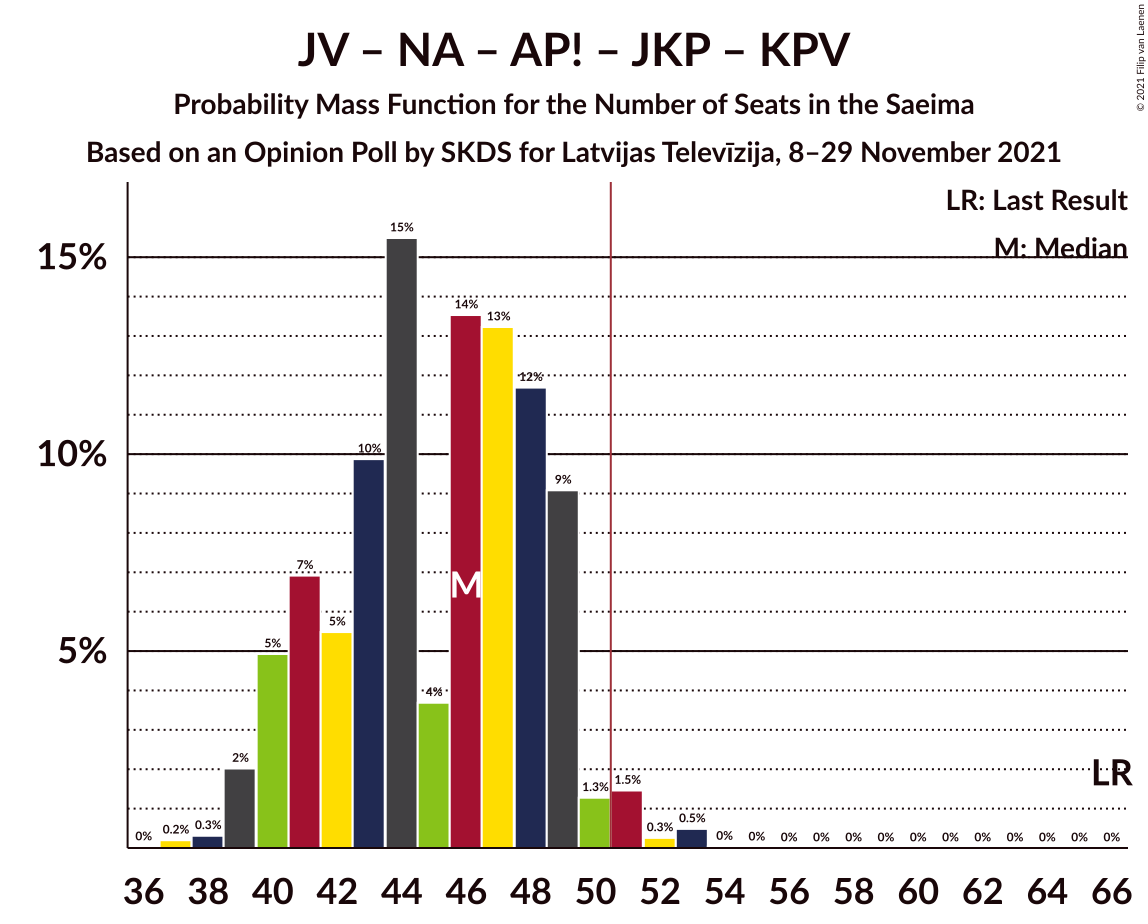 © 2021 Filip van Laenen
JV – NA – AP! – JKP – KPV
Probability Mass Function for the Number of Seats in the Saeima
Based on an Opinion Poll by SKDS for Latvijas Televīzija, 8–29 November 2021
LR: Last Result
M: Median
15%
10%
5%
0% 0.2% 0.3% 2% 5% 7% 5% 10% 15% 4% 14% 13% 12% 9% 1.3% 1.5% 0.3% 0.5% 0% 0% 0% 0% 0% 0% 0% 0% 0% 0% 0% 0% 0%
M
LR
36 38 40 42 44 46 48 50 52 54 56 58 60 62 64 66